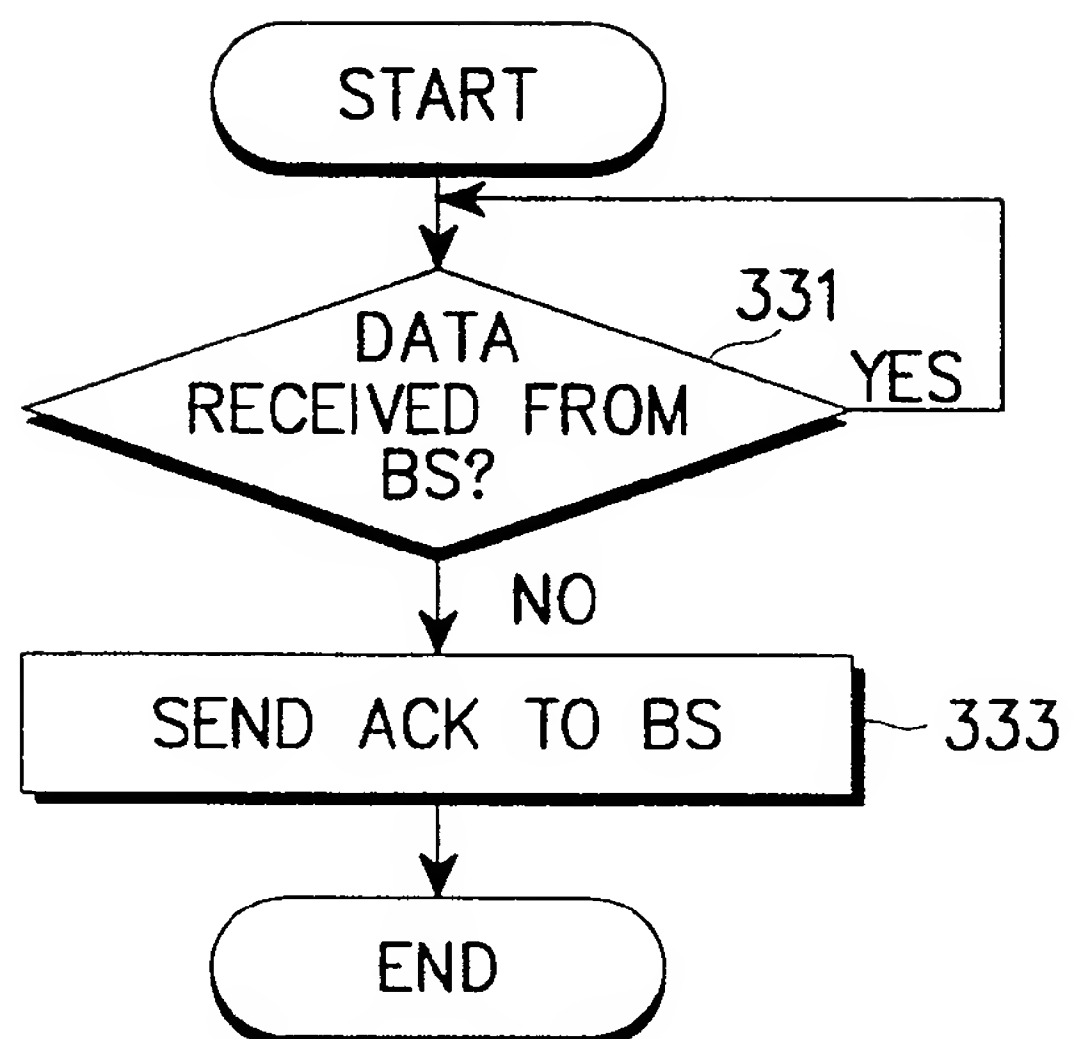 START
331
DATA
RECEIVED FROM
BS?
YES
NO
SEND ACK TO BS
333
END